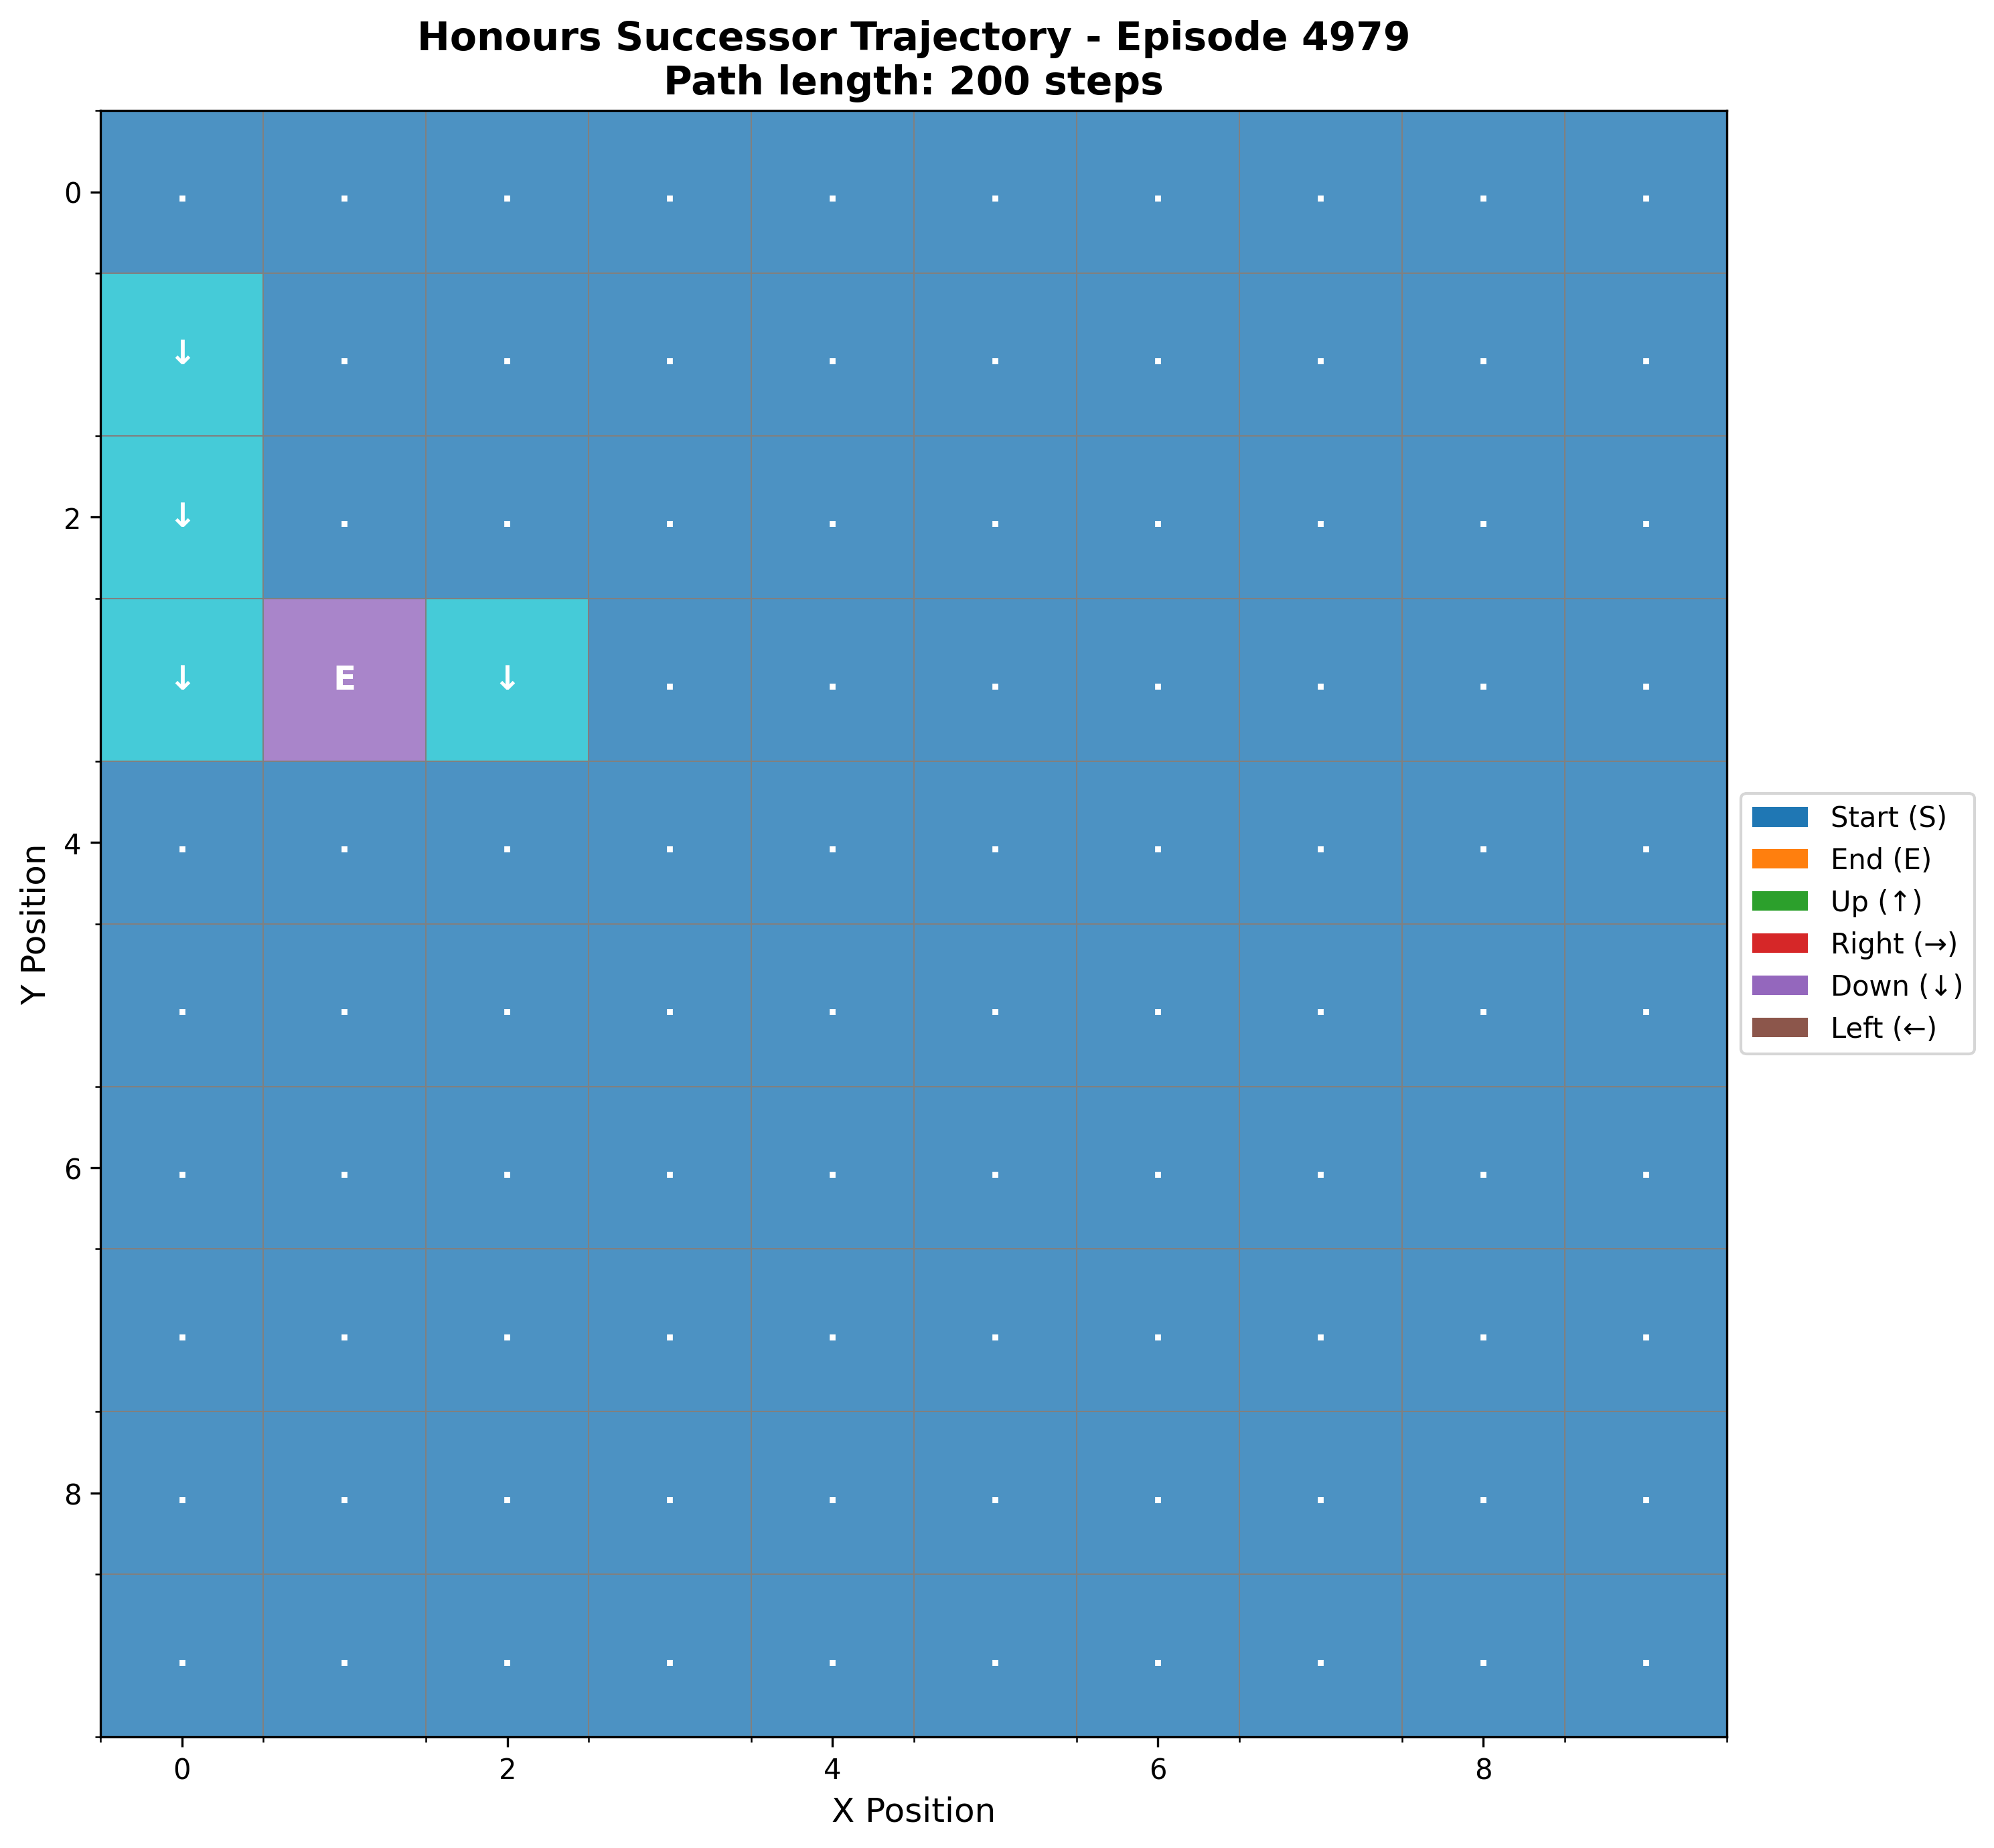 Honours Successor Trajectory - Episode 4979
Path length: 200 steps
0
. . . . . . . . . .
↓ . . . . . . . . .
2
↓ . . . . . . . . .
↓ E ↓ . . . . . . .
4
. . . . . . . . . .
. . . . . . . . . .
6
. . . . . . . . . .
. . . . . . . . . .
8
. . . . . . . . . .
. . . . . . . . . .
0 2 4 6 8
X Position
Y Position
Start (S)
End (E)
Up (↑)
Right (→)
Down (↓)
Left (←)